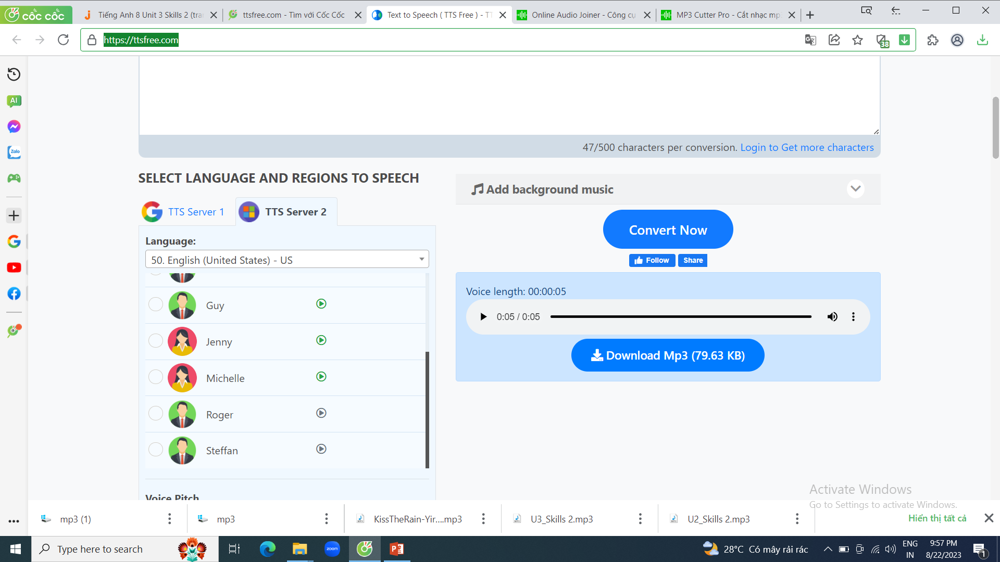 cốc cốc
Tiếng Anh 8 Unit 3 Skills 2 (tra
ttsfree.com - Tìm với Cốc Cốc
Text to Speech ( TTS Free ) - TT
Online Audio Joiner - Công cụ
MP3 Cutter Pro - Cắt nhạc mp
https://ttsfree.com
38
AI
Zalo
47/500 characters per conversion. Login to Get more characters
SELECT LANGUAGE AND REGIONS TO SPEECH
Add background music
TTS Server 1
TTS Server 2
Convert Now
Language:
50. English (United States) - US
Follow
Share
Voice length: 00:00:05
Guy
0:05 / 0:05
Jenny
Download Mp3 (79.63 KB)
Michelle
Roger
Steffan
Voice Pitch
Activate Windows
Go to Settings to activate Windows.
mp3 (1)
mp3
KissTheRain-Yir....mp3
U3_Skills 2.mp3
U2_Skills 2.mp3
Hiển thị tất cả
Type here to search
zoom
28°C Có mây rải rác
ENG
IN
9:57 PM
8/22/2023
1